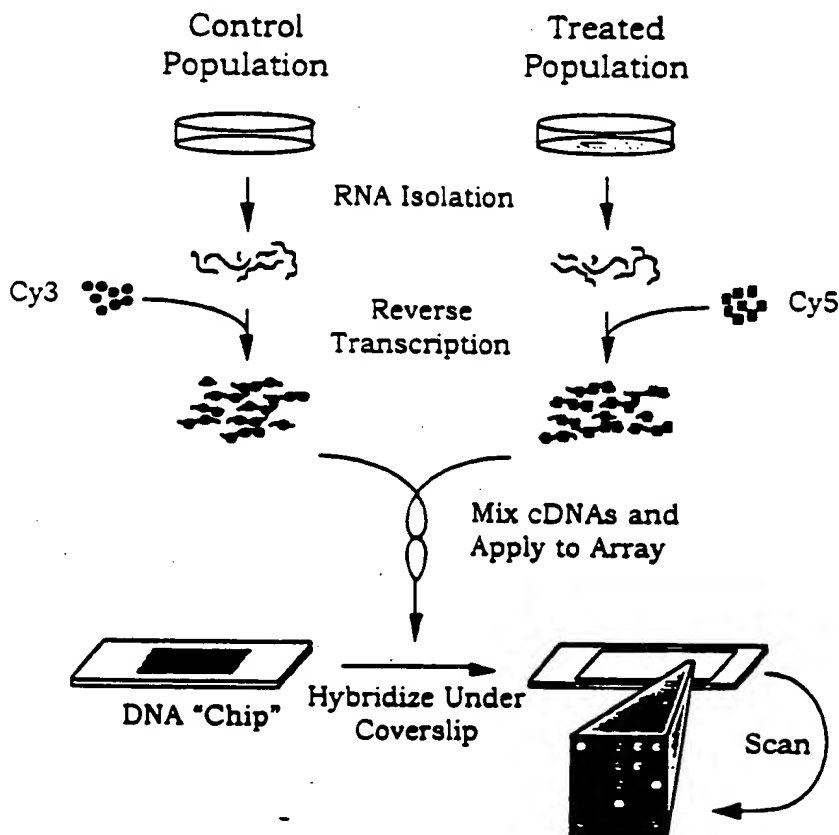 Control
Population
Treated
Population
RNA Isolation
Cy3
Reverse
Transcription
Cy5
Mix cDNAs and
Apply to Array
DNA "Chip"
Hybridize Under
Coverslip
Scan